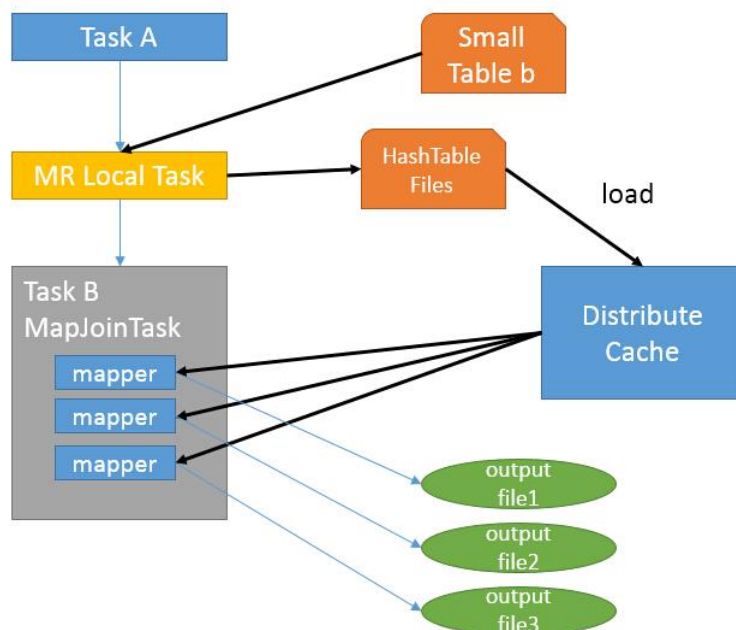 Task A
Small
Table b
MR Local Task
HashTable
Files
load
Task B
MapJoinTask
Distribute
Cache
mapper
mapper
mapper
output
file1
output
file2
output
file3